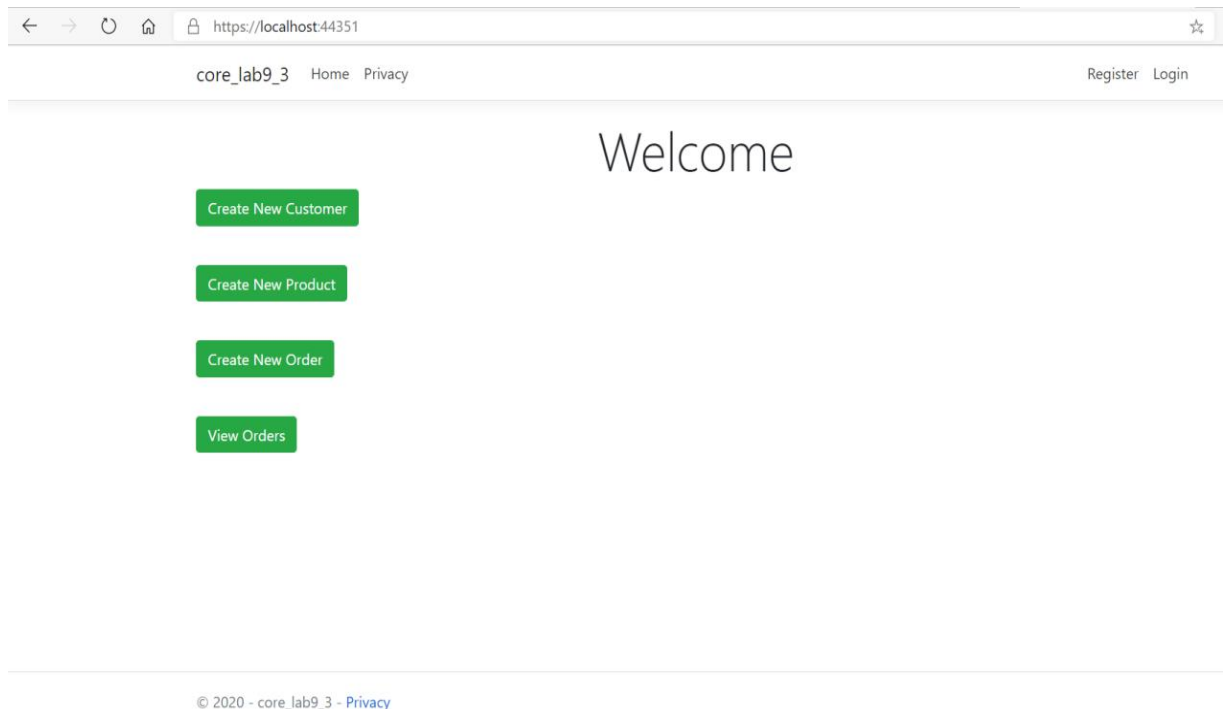 https://localhost:44351
core_lab9_3 Home Privacy Register Login
Welcome
Create New Customer
Create New Product
Create New Order
View Orders
© 2020 - core_lab9_3 - Privacy